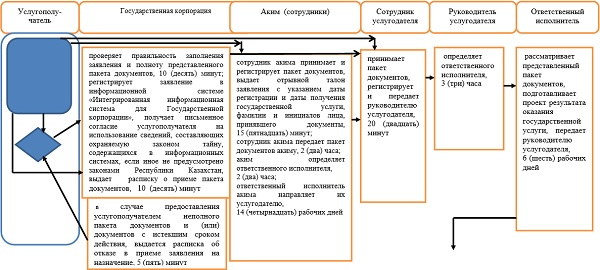 Услугополу-
чатель
Государственная корпорация
Аким (сотрудники)
Сотрудник
услугодателя
Руководитель
услугодателя
Ответственный
исполнитель
проверяет правильность заполнения
заявления и полноту представленного
пакета документов, 10 (десять) минут;
регистрирует заявление в
информационной системе
«Интегрированная информационная
система для Государственной
корпорации», получает письменное
согласие услугополучателя на
использование сведений, составляющих
охраняемую законом тайну,
содержащихся в информационных
системах, если иное не предусмотрено
законами Республики Казахстан,
выдает расписку о приеме пакета
документов, 10 (десять) минут
в случае предоставления
услугополучателем неполного
пакета документов и (или)
документов с истекшим сроком
действия, выдается расписка об
отказе в приеме заявления на
назначение, 5 (пять) минут
сотрудник акима принимает и
регистрирует пакет документов,
выдает отрывной талон
заявления с указанием даты
регистрации и даты получения
государственной услуги,
фамилии и инициалов лица,
принявшего документы,
15 (пятнадцать) минут;
сотрудник акима передает пакет
документов акиму, 2 (два) часа;
аким определяет
ответственного исполнителя,
2 (два) часа;
ответственный исполнитель
акима направляет их
услугодателю,
14 (четырнадцать) рабочих дней
принимает
пакет
документов,
регистрирует
и передает
руководителю
услугодателя,
20 (двадцать)
минут
определяет
ответственного
исполнителя,
3 (три) часа
рассматривает
представленный
пакет
документов,
подготавливает
проект результата
оказания
государственной
услуги, передает
руководителю
услугодателя,
6 (шесть) рабочих
дней